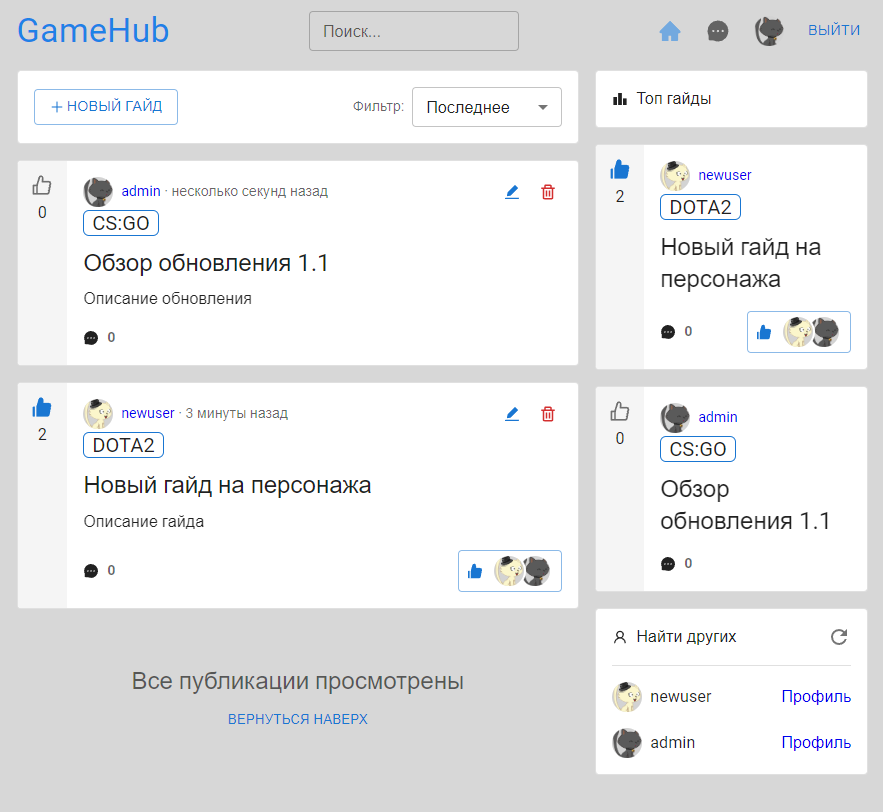 GameHub
Поиск...
ВЫЙТИ
НОВЫЙ ГАЙД
Фильтр:
Последнее
0
admin · несколько секунд назад
CS:GO
Обзор обновления 1.1
Описание обновления
0
2
newuser · 3 минуты назад
DOTA2
Новый гайд на персонажа
Описание гайда
0
Все публикации просмотрены
ВЕРНУТЬСЯ НАВЕРХ
Топ гайды
2
newuser
DOTA2
Новый гайд на
персонажа
0
0
admin
CS:GO
Обзор
обновления 1.1
0
Найти других
newuser
Профиль
admin
Профиль